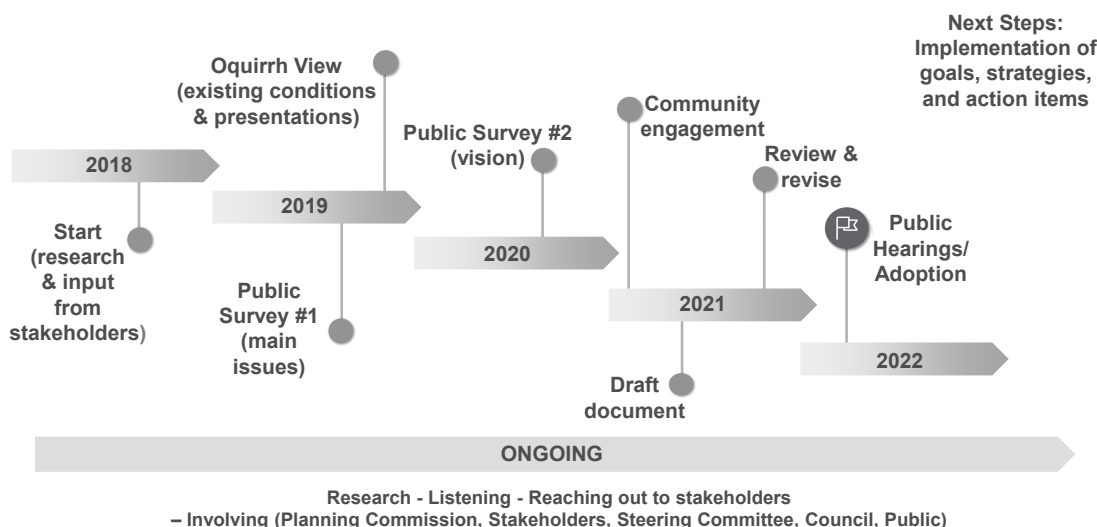 Next Steps:
Implementation of
goals, strategies,
and action items
2018
Start
(research
& input
from
stakeholders)
Oquirrh View
(existing conditions
& presentations)
2019
Public
Survey #1
(main
issues)
Public Survey #2
(vision)
2020
Community
engagement
Review &
revise
2021
Draft
document
Public
Hearings/
Adoption
2022
ONGOING
Research - Listening - Reaching out to stakeholders
– Involving (Planning Commission, Stakeholders, Steering Committee, Council, Public)